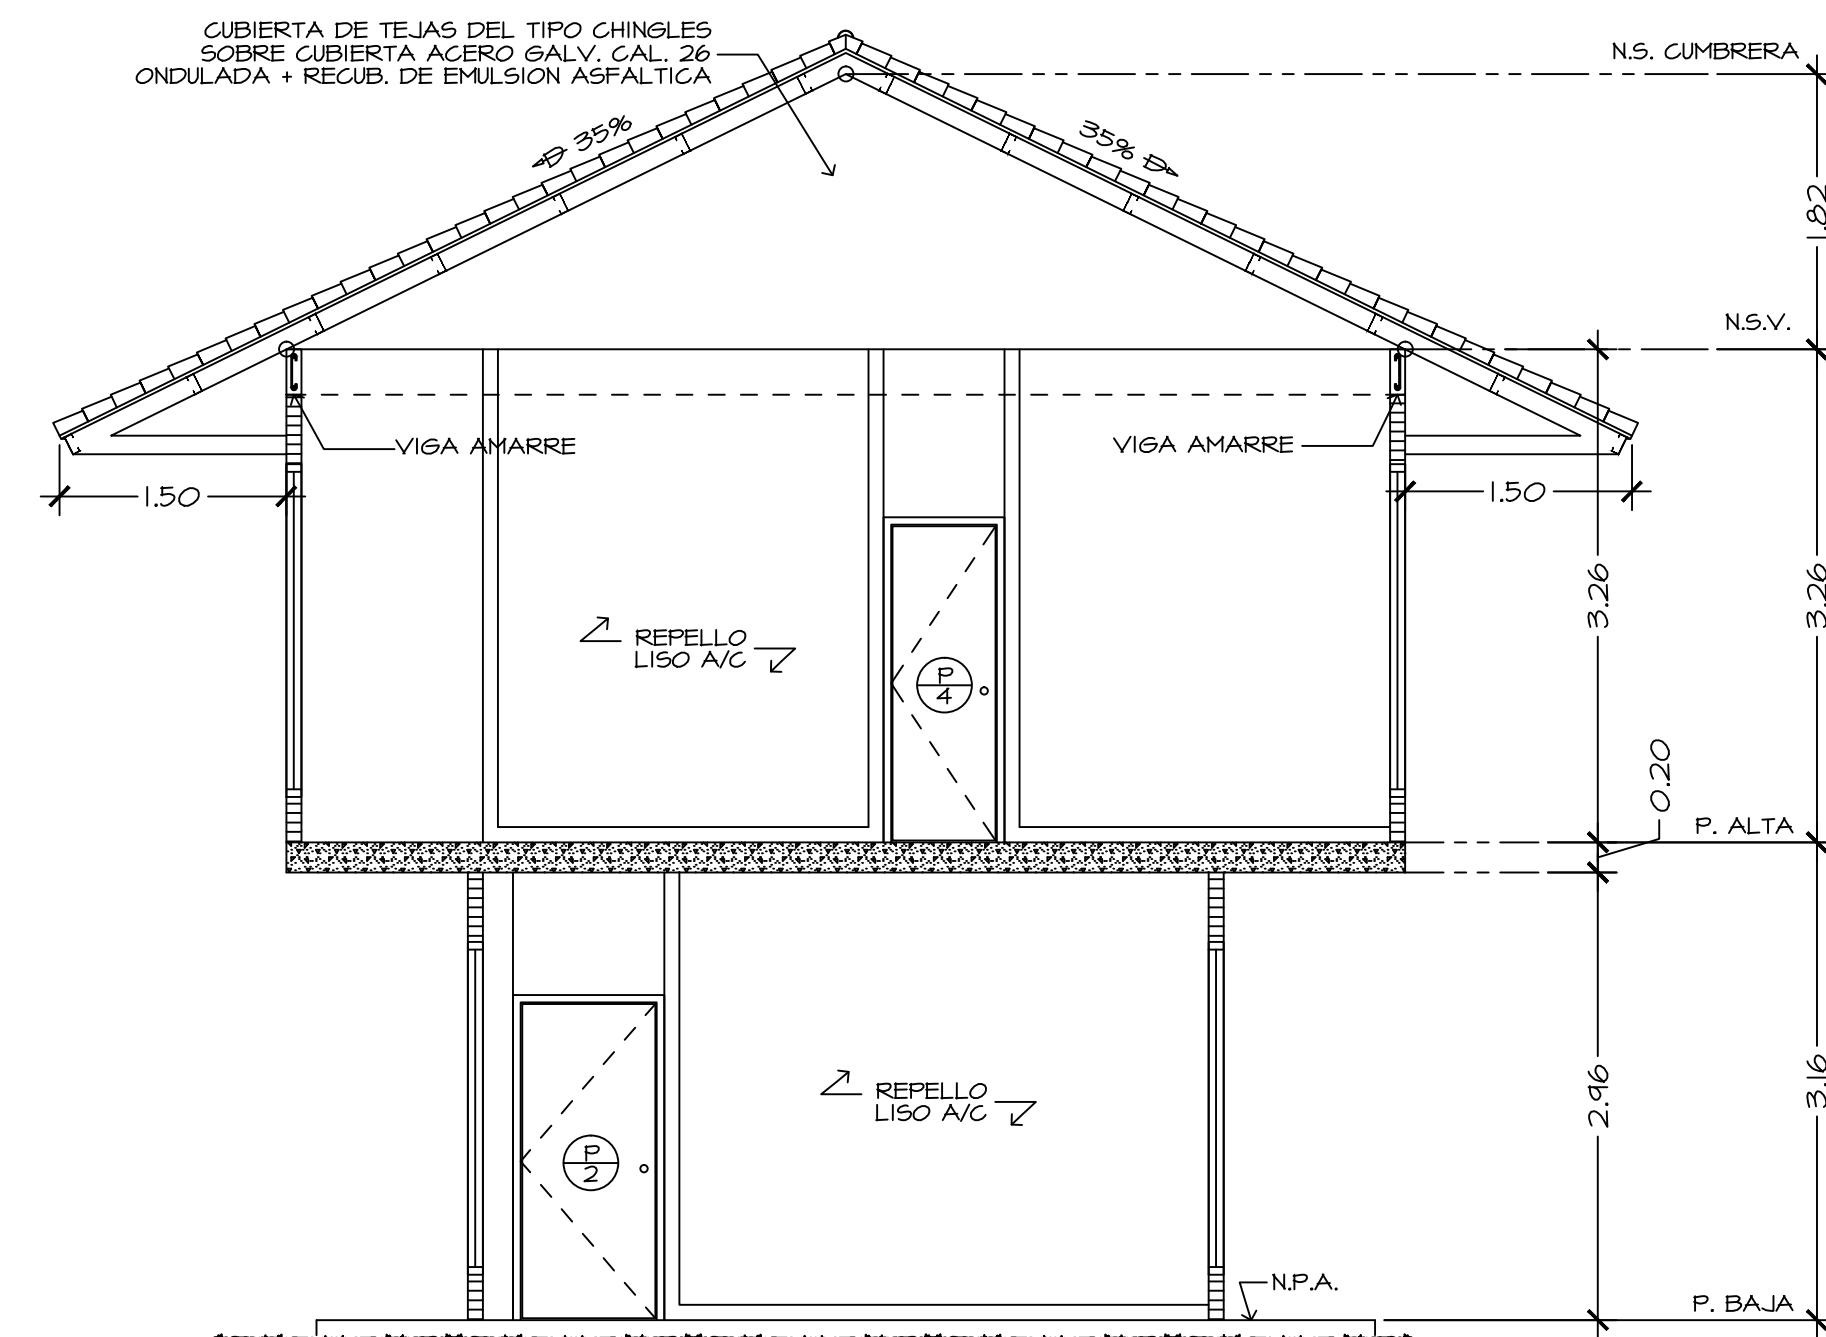 CUBIERTA DE TEJAS DEL TIPO CHINGLES
SOBRE CUBIERTA ACERO GALV. CAL. 26
ONDULADA + RECUB. DE EMULSION ASFALTICA
N.S. CUMBRERA
35%
35%
1.82
N.S.V.
VIGA AMARRE
VIGA AMARRE
1.50
1.50
3.26
3.26
REPELLO
LISO A/C
P
4
0.20
P. ALTA
2.96
3.16
REPELLO
LISO A/C
P
2
N.P.A.
P. BAJA